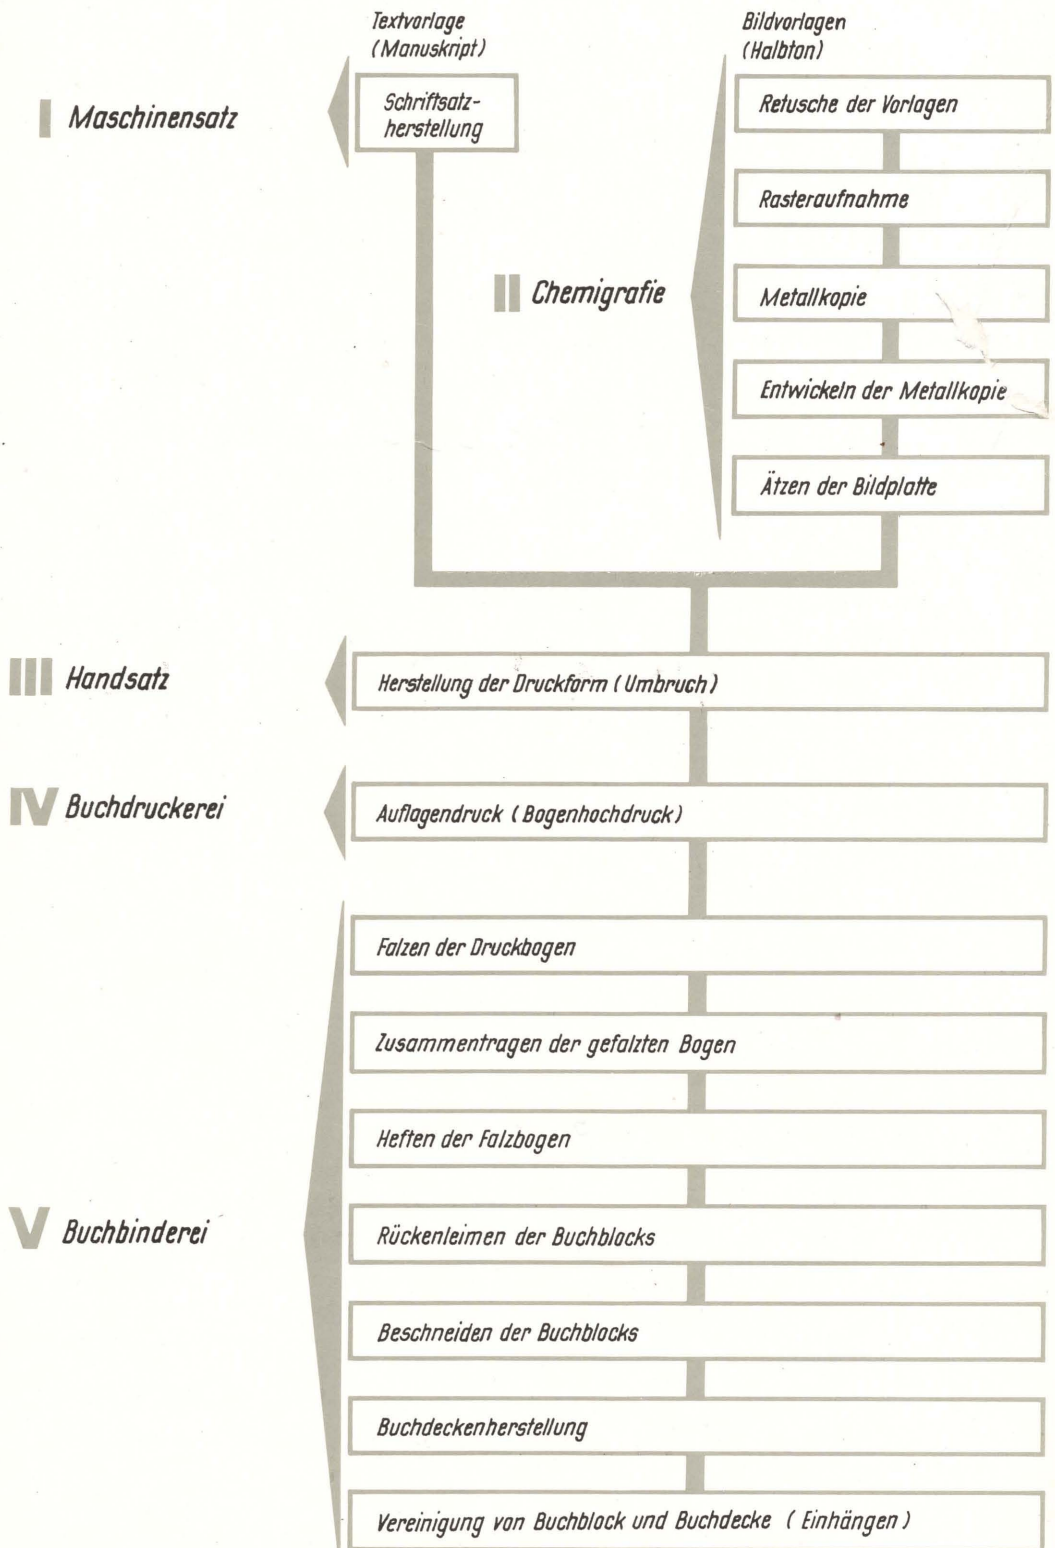 Textvorlage
(Manuskript)
Bildvorlagen
(Halbton)
I Maschinensatz
Schriftsatz-
herstellung
Retusche der Vorlagen
Rasteraufnahme
II Chemigrafie
Metallkopie
Entwickeln der Metallkopie
Ätzen der Bildplatte
III Handsatz
Herstellung der Druckform (Umbruch)
IV Buchdruckerei
Auflagendruck (Bogenhochdruck)
Falzen der Druckbogen
Zusammentragen der gefalzten Bogen
Heften der Falzbogen
V Buchbinderei
Rückenleimen der Buchblocks
Beschneiden der Buchblocks
Buchdeckenherstellung
Vereinigung von Buchblock und Buchdecke (Einhängen)